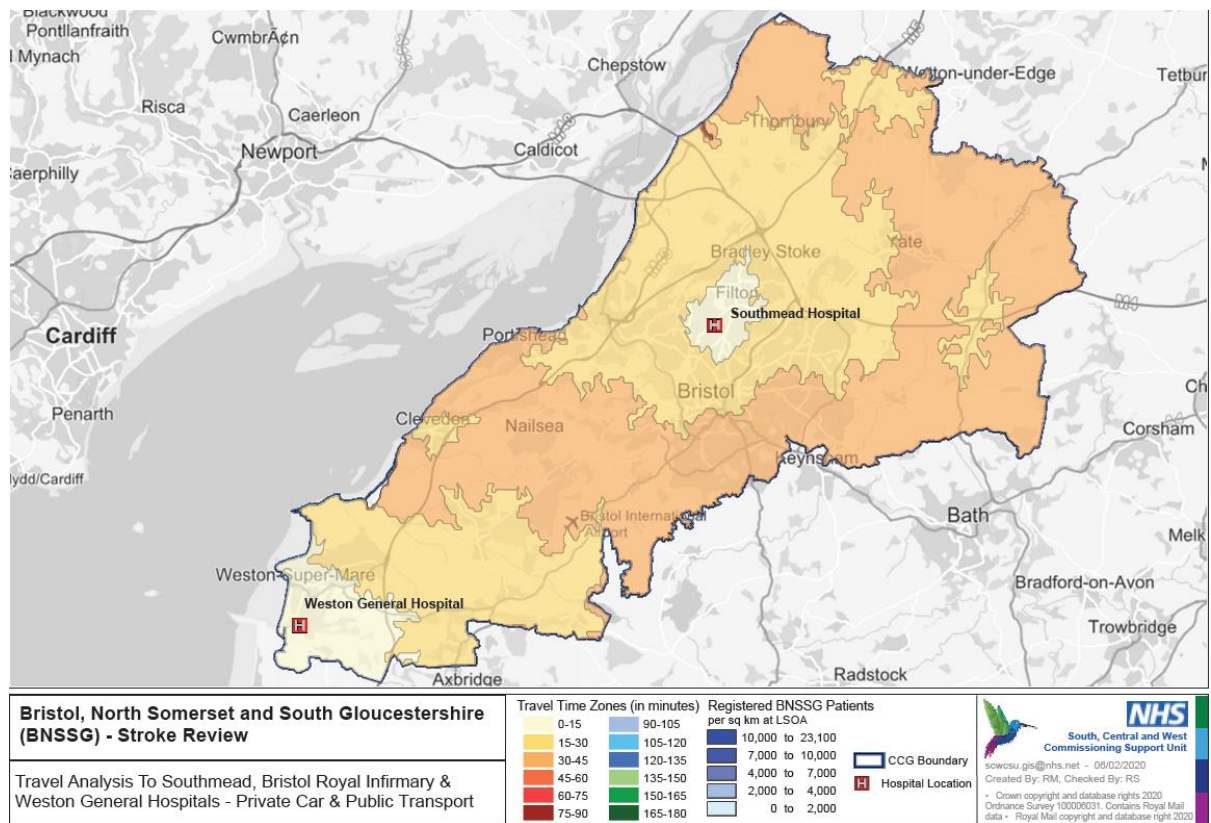 Blackwood
Pontllanfraith
CwmbrÃ¢n
Mynach
Chepstow
Wotton-under-Edge
Tetbur
Risca
Caerleon
Thornbury
Caerphilly
Newport
Caldicot
Yate
Bradley Stoke
Filton
Southmead Hospital
H
Cardiff
Portishead
Bristol
Penarth
Clevedon
Nailsea
Corsham
Keynsham
ydd/Cardiff
Bristol International
Airport
Bath
Melk
Weston-Super-Mare
Bradford-on-Avon
Weston General Hospital
H
Trowbridge
Axbridge
Radstock
Bristol, North Somerset and South Gloucestershire
(BNSSG) - Stroke Review
Travel Analysis To Southmead, Bristol Royal Infirmary &
Weston General Hospitals - Private Car & Public Transport
Travel Time Zones (in minutes)
0-15
15-30
30-45
45-60
60-75
75-90
90-105
105-120
120-135
135-150
150-165
165-180
Registered BNSSG Patients
per sq km at LSOA
10,000 to 23,100
7,000 to 10,000
4,000 to 7,000
2,000 to 4,000
0 to 2,000
CCG Boundary
H Hospital Location
NHS
South, Central and West
Commissioning Support Unit
scwcsu.gis@nhs.net - 06/02/2020
Created By: RM, Checked By: RS
- Crown copyright and database rights 2020
Ordnance Survey 100006031. Contains Royal Mail
data - Royal Mail copyright and database right 2020